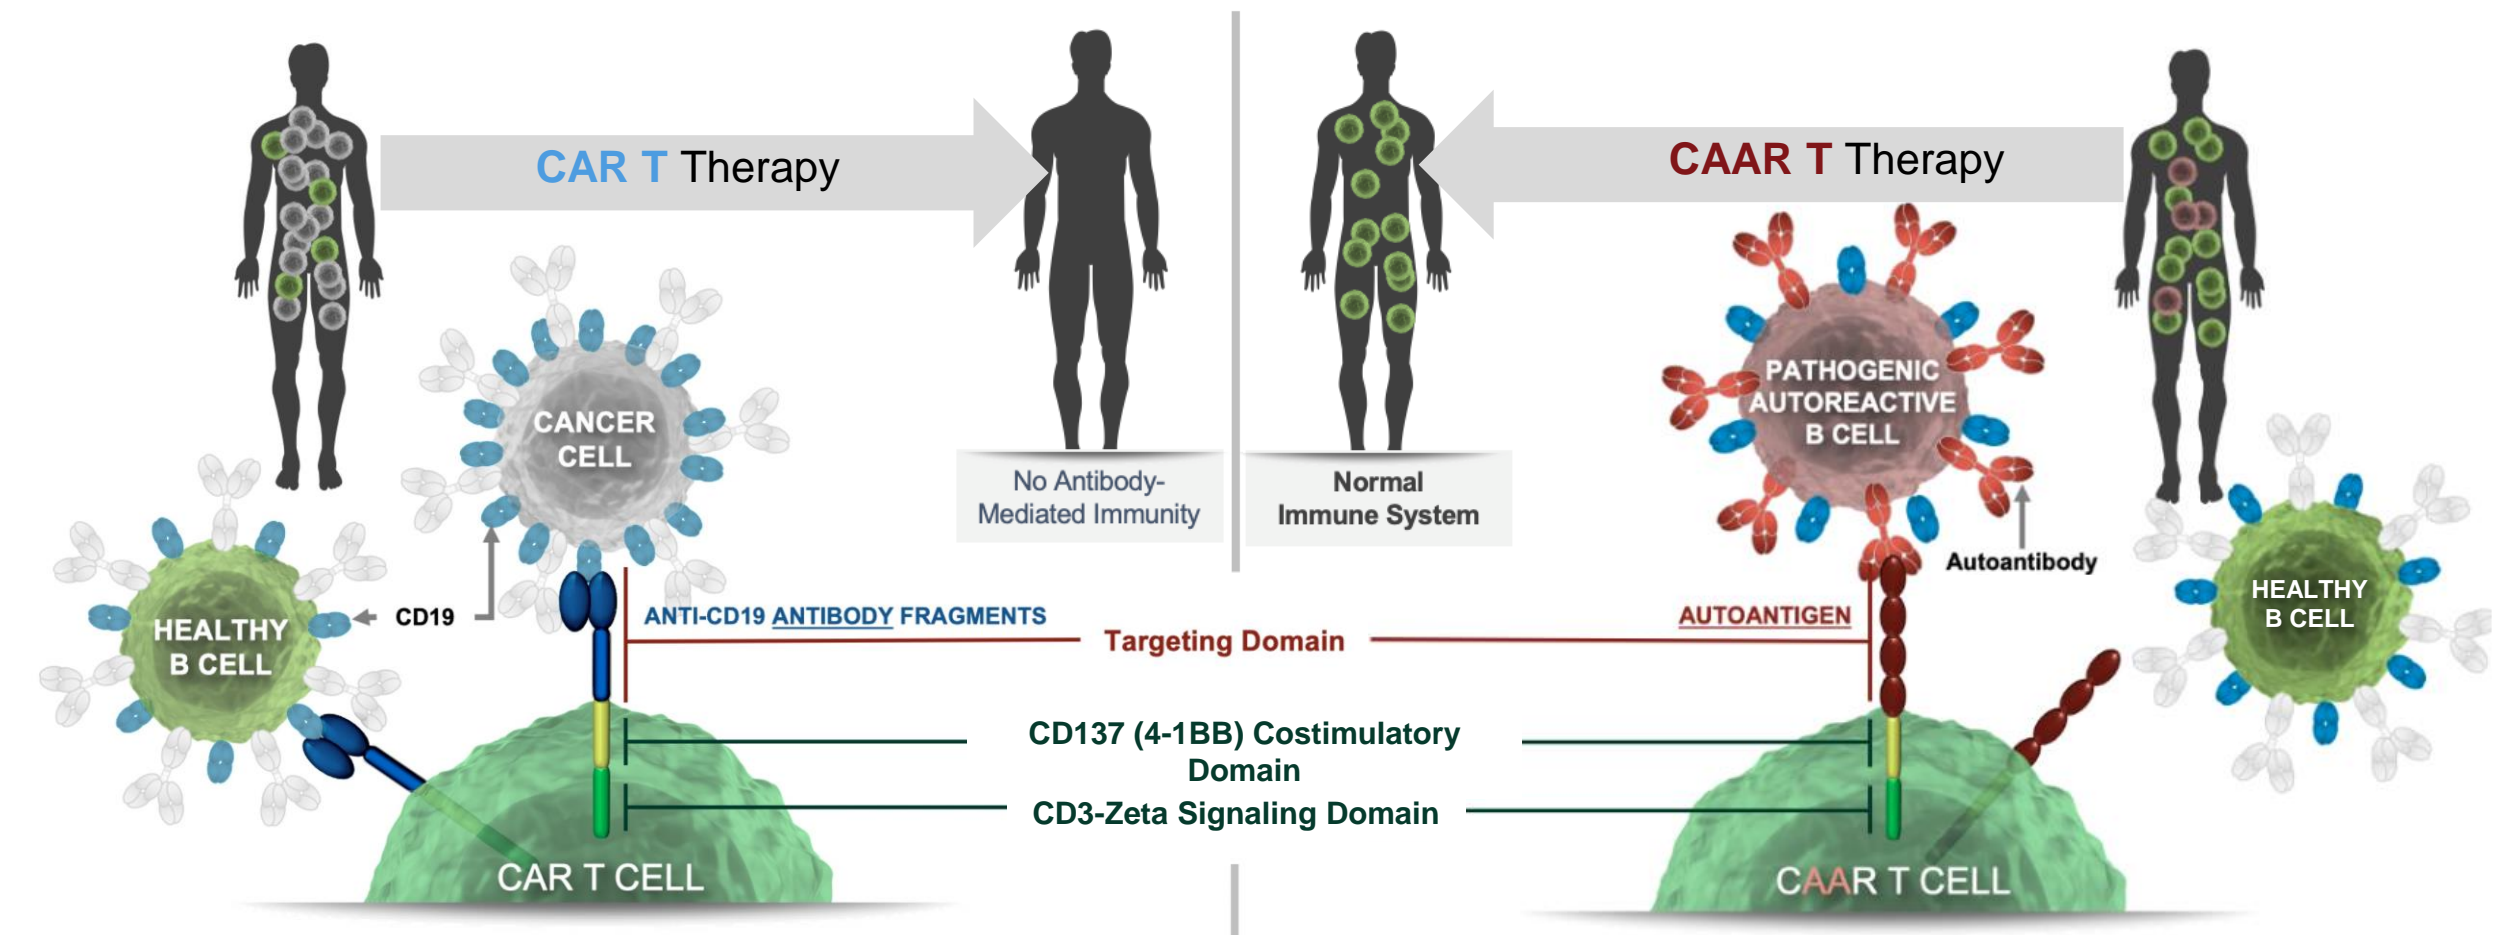 CAR T Therapy
CAAR T Therapy
CANCER
CELL
HEALTHY
B CELL
CD19
No Antibody-
Mediated Immunity
Normal
Immune System
PATHOGENIC
AUTOREACTIVE
B CELL
Autoantibody
HEALTHY
B CELL
ANTI-CD19 ANTIBODY FRAGMENTS
AUTOANTIGEN
Targeting Domain
CD137 (4-1BB) Costimulatory
Domain
CD3-Zeta Signaling Domain
CAR T CELL
CAAR T CELL